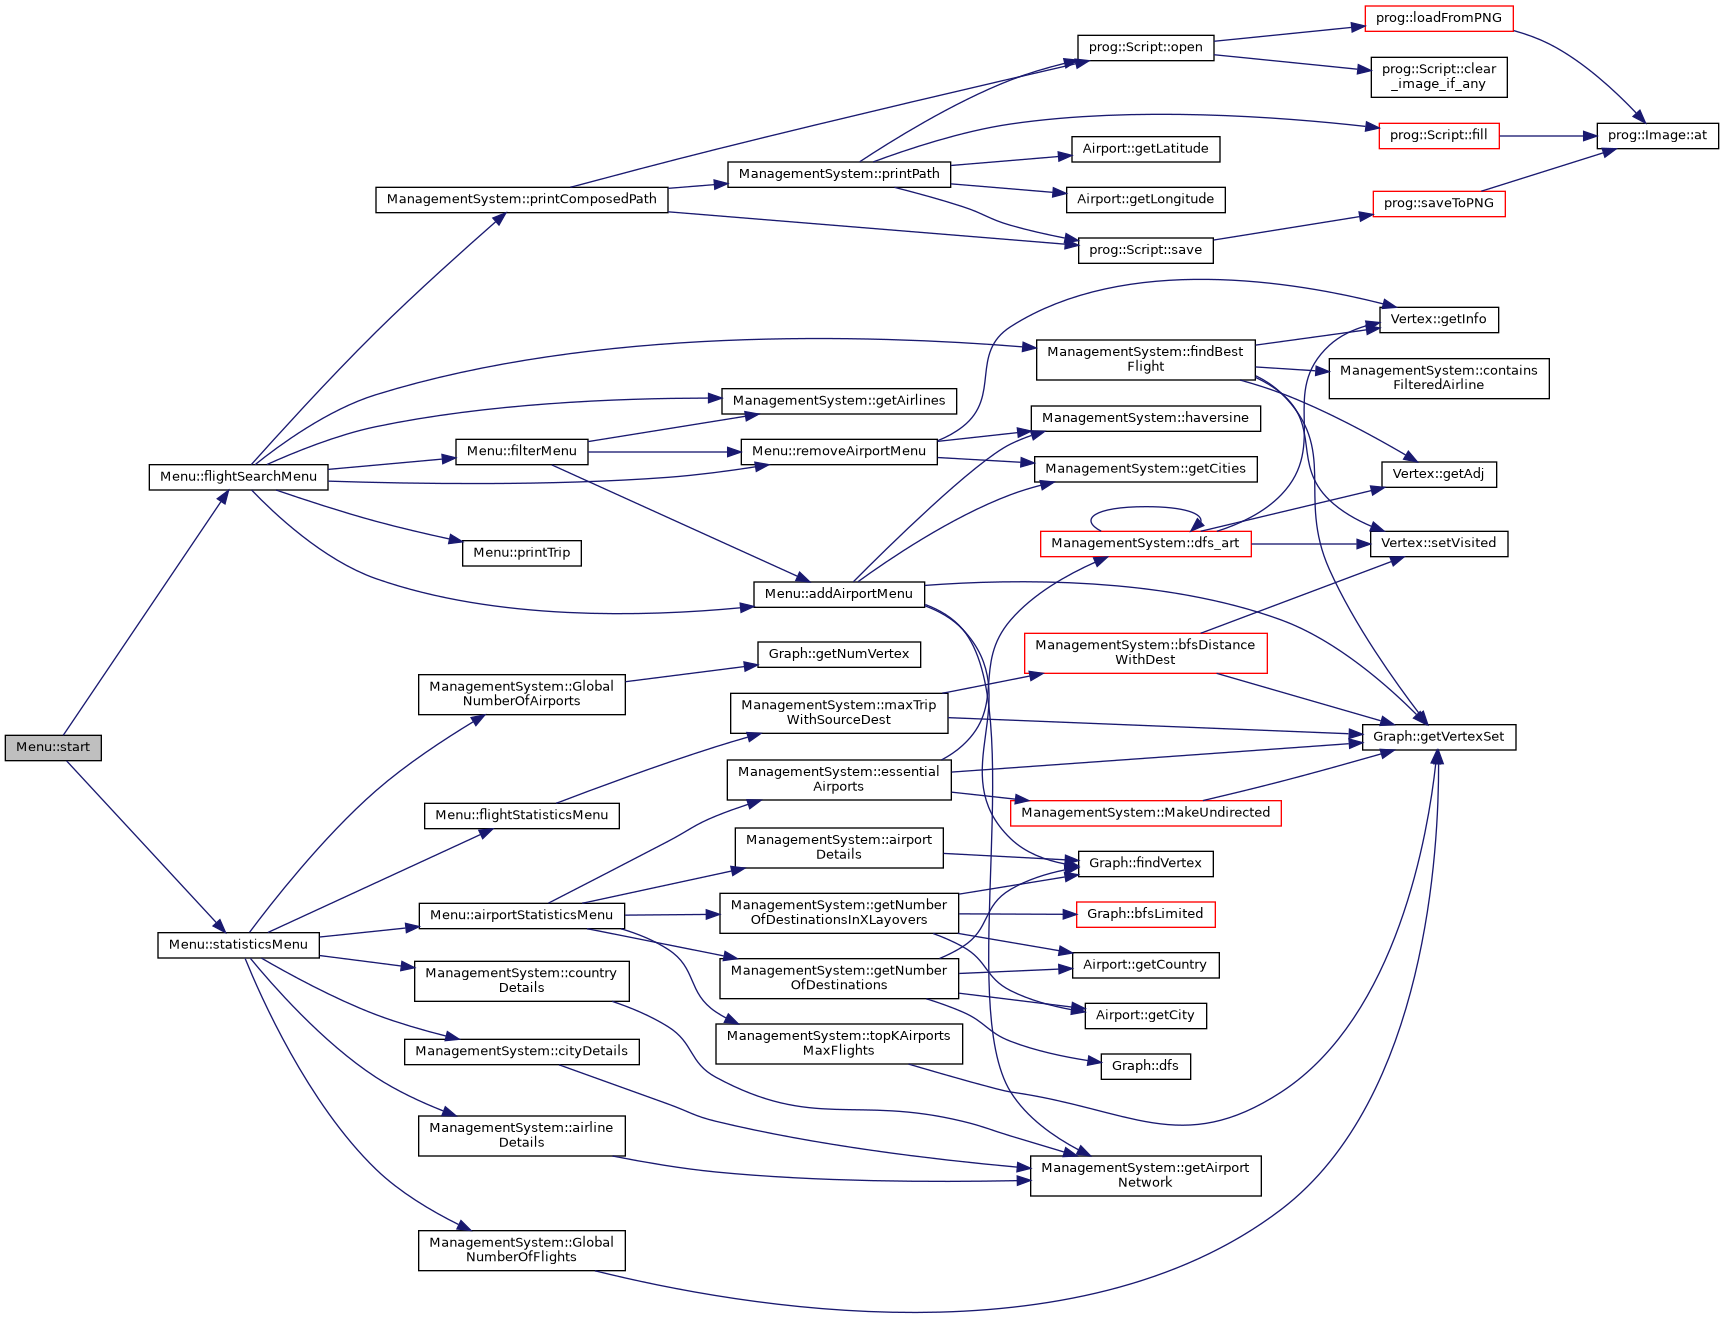 Menu::start
Menu::flightSearchMenu
Menu::statisticsMenu
ManagementSystem::printComposedPath
Menu::filterMenu
Menu::printTrip
ManagementSystem::Global
NumberOfAirports
Menu::flightStatisticsMenu
Menu::airportStatisticsMenu
ManagementSystem::country
Details
ManagementSystem::cityDetails
ManagementSystem::airline
Details
ManagementSystem::Global
NumberOfFlights
ManagementSystem::printPath
ManagementSystem::getAirlines
Menu::removeAirportMenu
Menu::addAirportMenu
Graph::getNumVertex
ManagementSystem::maxTrip
WithSourceDest
ManagementSystem::essential
Airports
ManagementSystem::airport
Details
ManagementSystem::getNumber
OfDestinationsInXLayovers
ManagementSystem::getNumber
OfDestinations
ManagementSystem::topKAirports
MaxFlights
prog::Script::open
Airport::getLatitude
Airport::getLongitude
prog::Script::save
ManagementSystem::findBest
Flight
ManagementSystem::haversine
ManagementSystem::getCities
ManagementSystem::dfs_art
ManagementSystem::bfsDistance
WithDest
ManagementSystem::MakeUndirected
Graph::findVertex
Graph::bfsLimited
Airport::getCountry
Airport::getCity
Graph::dfs
ManagementSystem::getAirport
Network
prog::loadFromPNG
prog::Script::clear
_image_if_any
prog::Script::fill
prog::saveToPNG
Vertex::getInfo
ManagementSystem::contains
FilteredAirline
Vertex::getAdj
Vertex::setVisited
Graph::getVertexSet
prog::Image::at